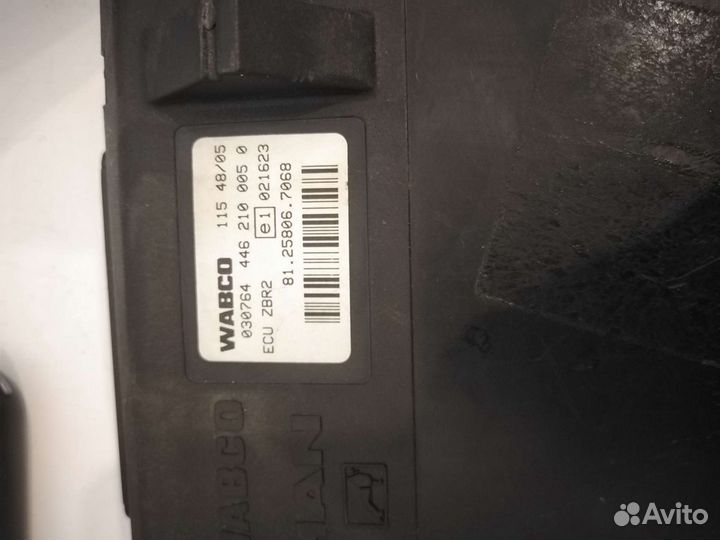 WABCO 115 48/05
030764 446 210 005 0
ECU ZBR2 e1 021623
81.25806.7068
WABCO
MAN
Avito